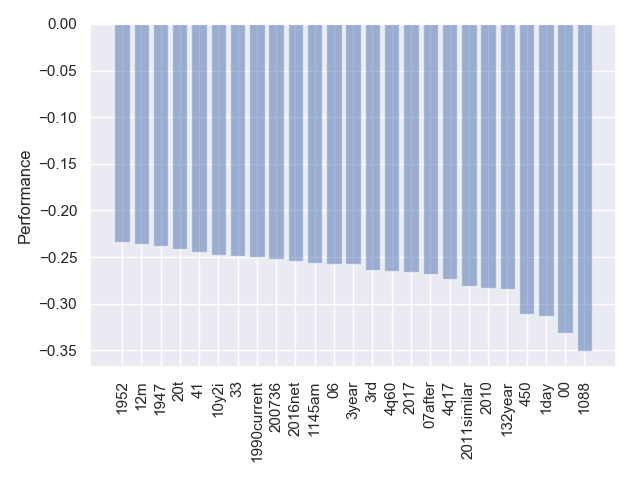 0.00
−0.05
−0.10
−0.15
−0.20
−0.25
−0.30
−0.35
Performance
1952
12m
1947
20t
41
10y2i
33
1990current
200736
2016net
1145am
06
3year
3rd
4q60
2017
07after
4q17
2011similar
2010
132year
450
1day
00
1088